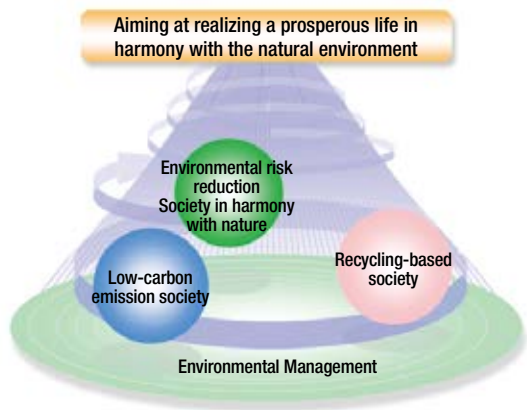 Aiming at realizing a prosperous life in
harmony with the natural environment
Environmental risk
reduction
Society in harmony
with nature
Low-carbon
emission society
Recycling-based
society
Environmental Management